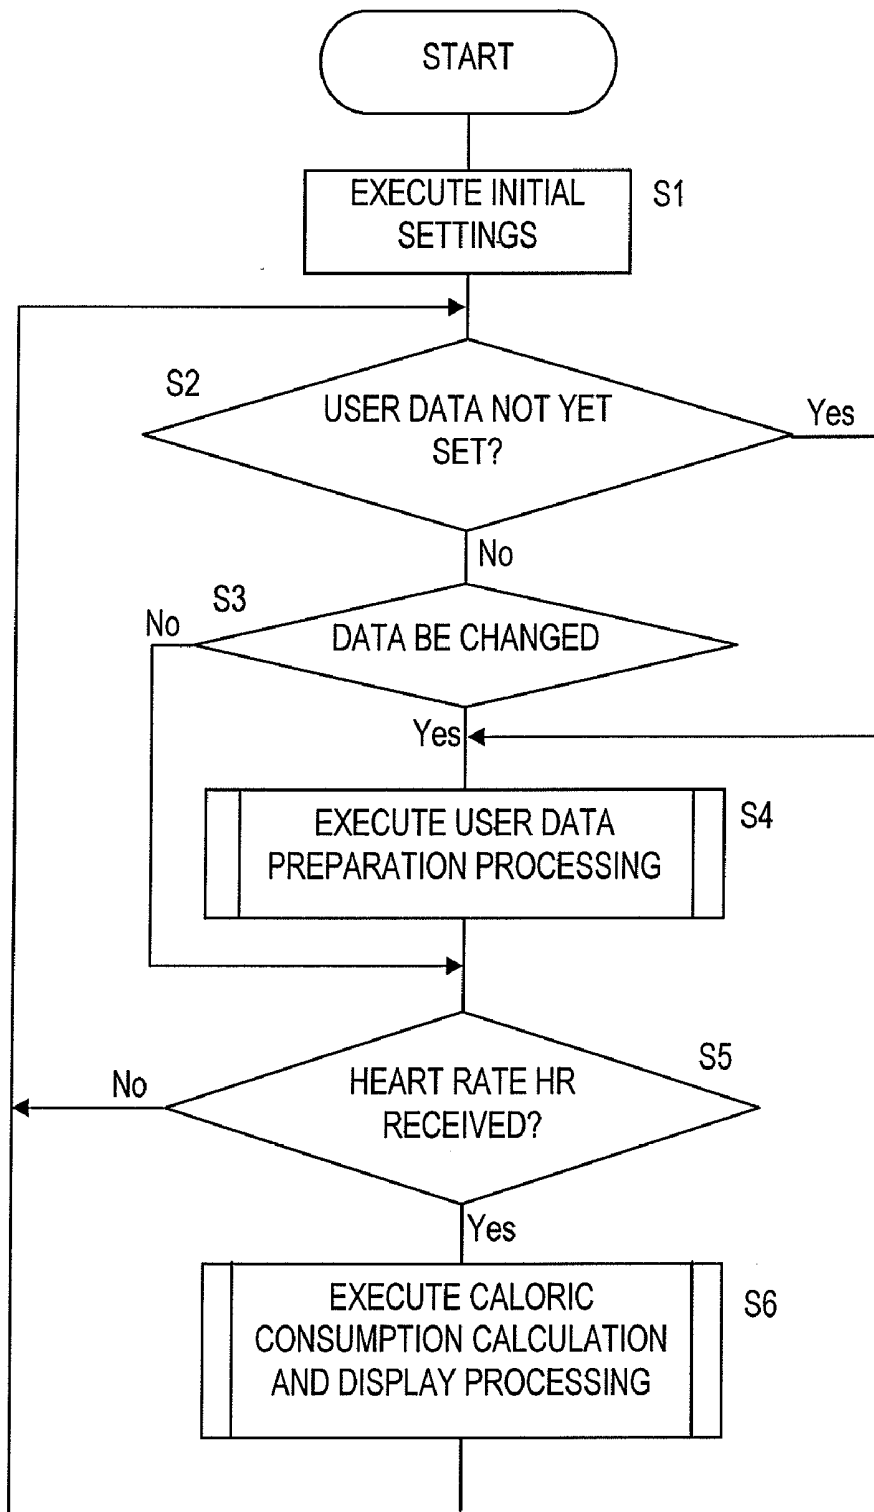 START
EXECUTE INITIAL
SETTINGS
S1
S2
USER DATA NOT YET
SET?
Yes
No
S3
No
DATA BE CHANGED
Yes
EXECUTE USER DATA
PREPARATION PROCESSING
S4
S5
HEART RATE HR
RECEIVED?
No
Yes
EXECUTE CALORIC
CONSUMPTION CALCULATION
AND DISPLAY PROCESSING
S6